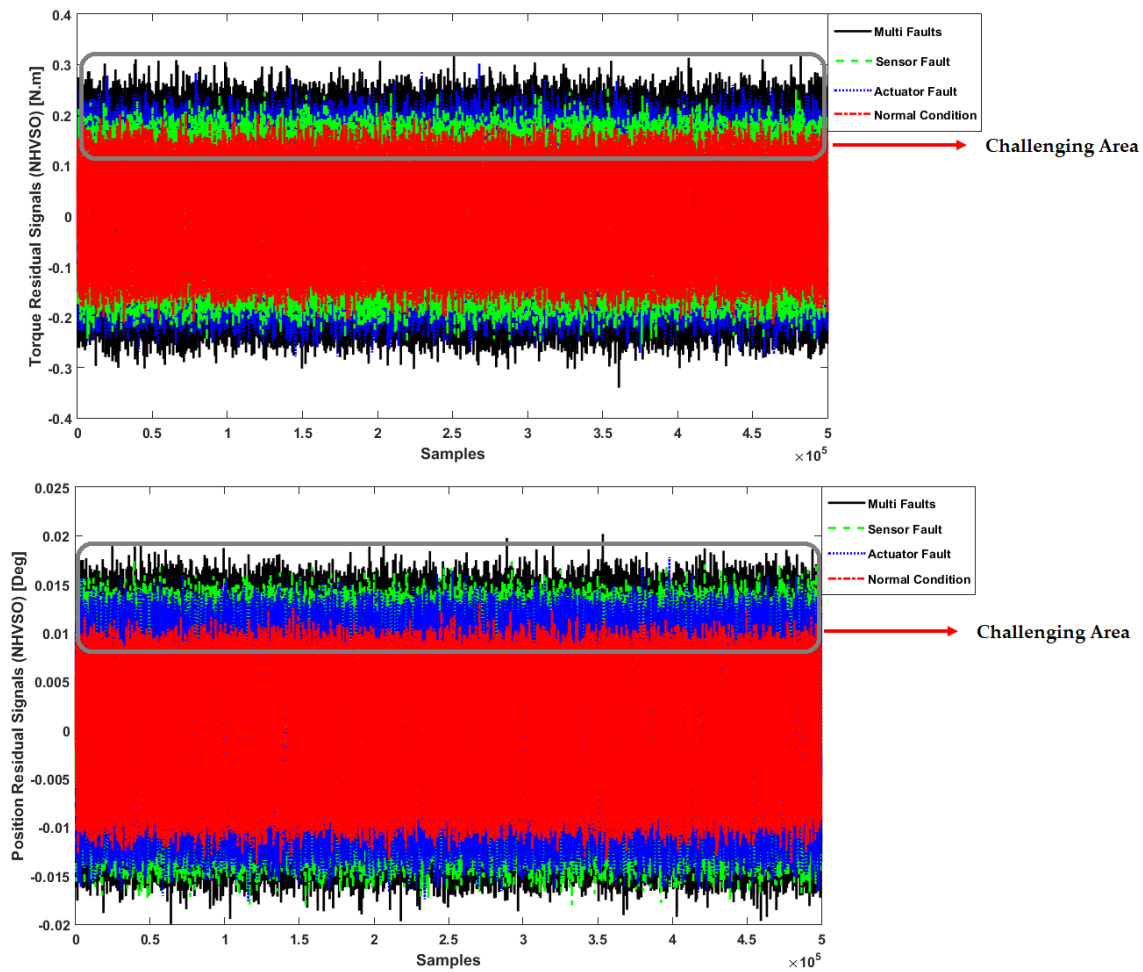 Torque Residual Signals (NHVSO) [N.m]
0.4
0.3
0.2
0.1
0
-0.1
-0.2
-0.3
-0.4
0 0.5 1 1.5 2 2.5 3 3.5 4 4.5 5
Samples
×10^5
Multi Faults
Sensor Fault
Actuator Fault
Normal Condition
Challenging Area
Position Residual Signals (NHVSO) [Deg]
0.025
0.02
0.015
0.01
0.005
0
-0.005
-0.01
-0.015
-0.02
0 0.5 1 1.5 2 2.5 3 3.5 4 4.5 5
Samples
×10^5
Multi Faults
Sensor Fault
Actuator Fault
Normal Condition
Challenging Area